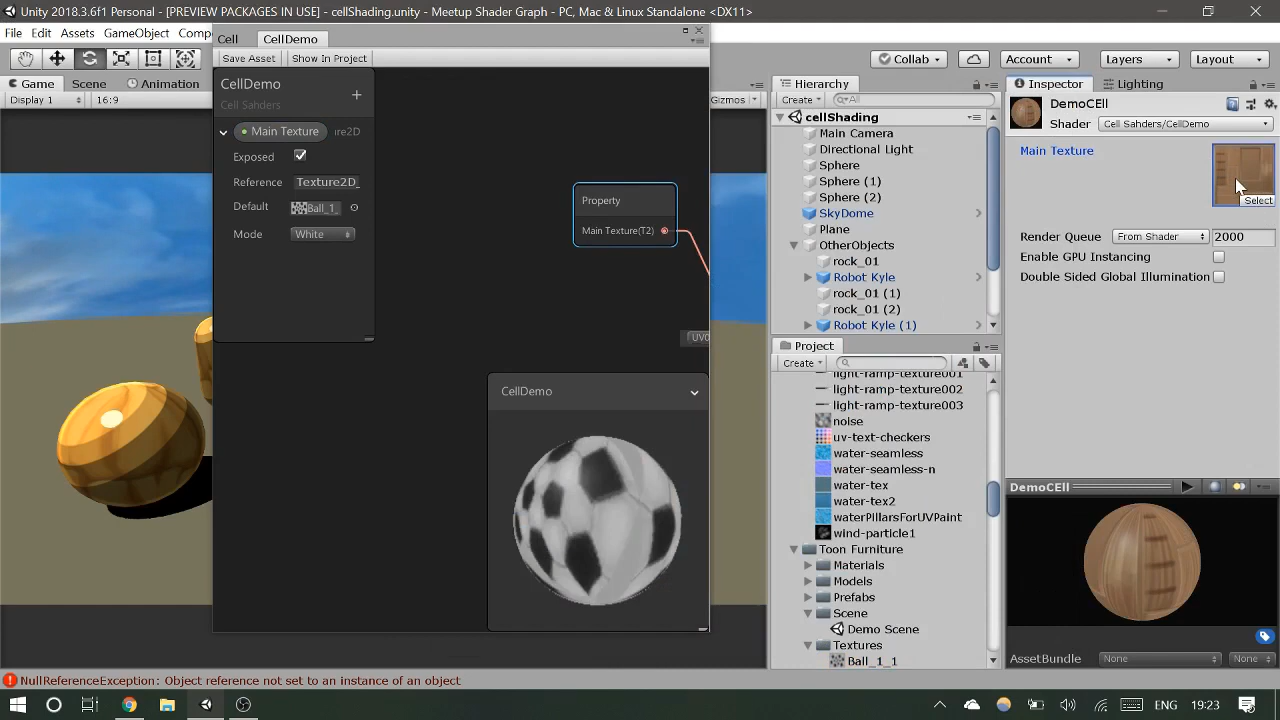 Unity 2018.3.6f1 Personal - [PREVIEW PACKAGES IN USE] - cellShading.unity - Meetup Shader Graph - PC, Mac & Linux Standalone <DX11>
File Edit Assets GameObject Comp
Collab Account Layers Layout
Game Scene Animation
Display 1 16:9
Gizmos
Cell CellDemo
Save Asset Show In Project
CellDemo
Cell Sahders
Main Texture ire2D
Exposed
Reference Texture2D_
Default Ball_1_
Mode White
Property
Main Texture(T2)
UV0
CellDemo
Hierarchy
Create All
cellShading
Main Camera
Directional Light
Sphere
Sphere (1)
Sphere (2)
SkyDome
Plane
OtherObjects
rock_01
Robot Kyle
rock_01 (1)
rock_01 (2)
Robot Kyle (1)
Project
Create
light-ramp-texture001
light-ramp-texture002
light-ramp-texture003
noise
uv-text-checkers
water-seamless
water-seamless-n
water-tex
water-tex2
waterPillarsForUVPaint
wind-particle1
Toon Furniture
Materials
Models
Prefabs
Scene
Demo Scene
Textures
Ball_1_1
Inspector Lighting
DemoCEll
Shader Cell Sahders/CellDemo
Main Texture
Select
Render Queue From Shader 2000
Enable GPU Instancing
Double Sided Global Illumination
DemoCEll
AssetBundle None None
NullReferenceException: Object reference not set to an instance of an object
ENG 19:23